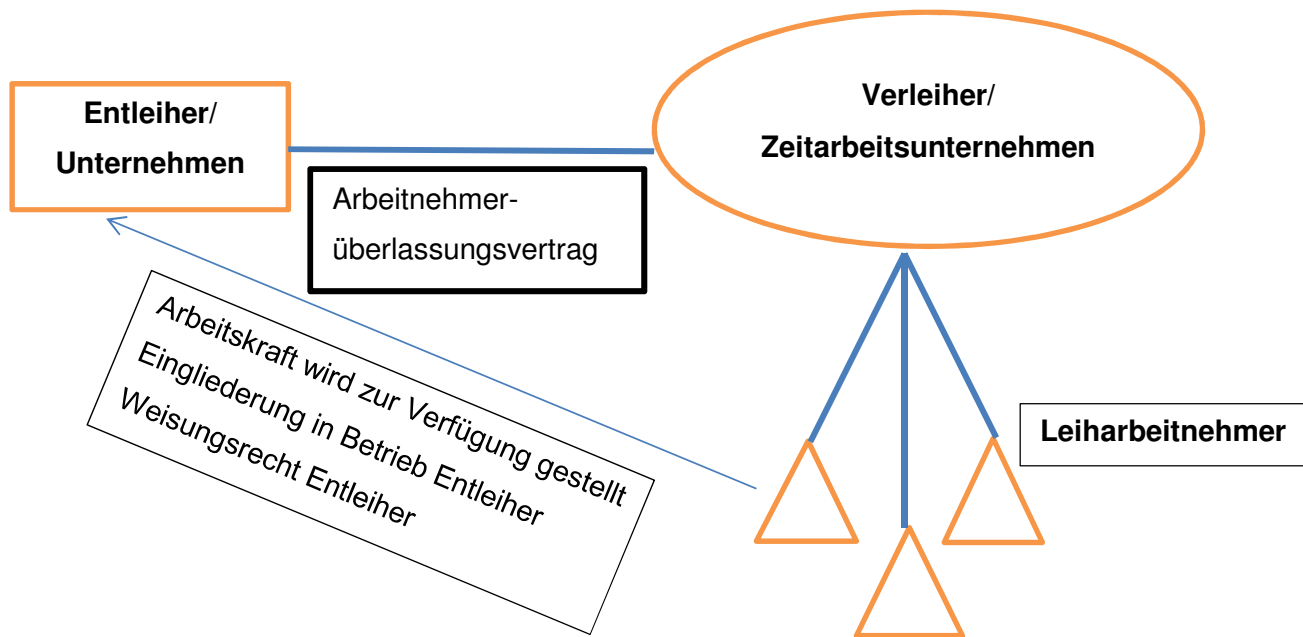 Entleiher/
Unternehmen
Verleiher/
Zeitarbeitsunternehmen
Arbeitnehmer-
überlassungsvertrag
Arbeitskraft wird zur Verfügung gestellt
Eingliederung in Betrieb Entleiher
Weisungsrecht Entleiher
Leiharbeitnehmer